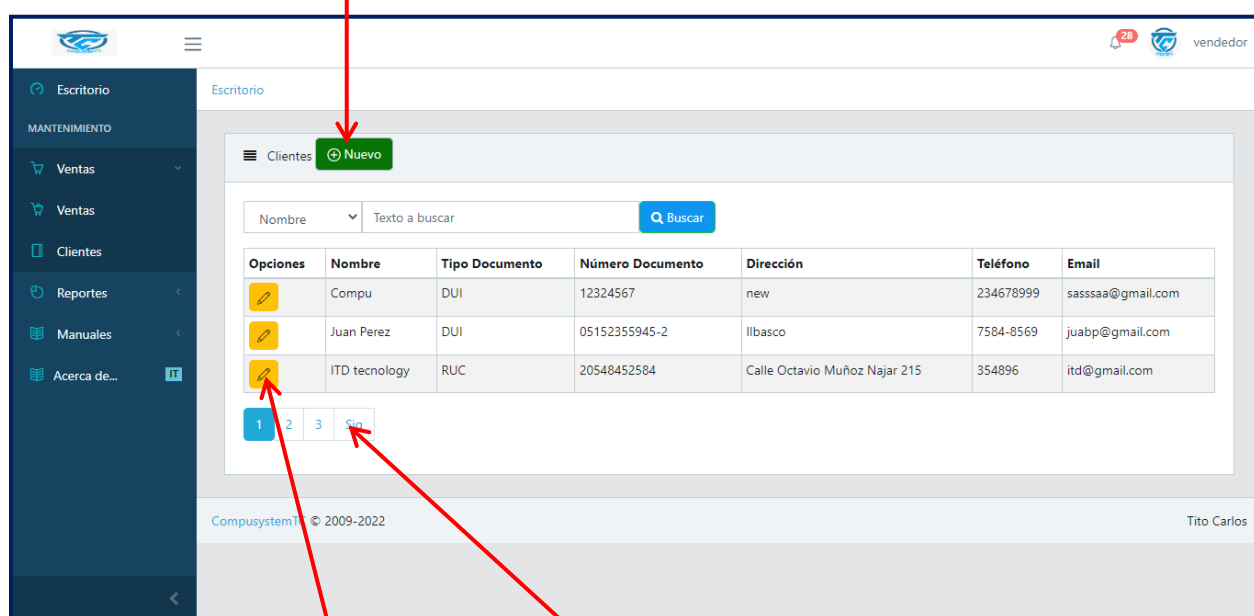 28 vendedor
Escritorio
Escritorio
MANTENIMIENTO
Ventas
Ventas
Clientes
Reportes
Manuales
Acerca de... IT
Clientes Nuevo
Nombre Texto a buscar Buscar
Opciones Nombre Tipo Documento Número Documento Dirección Teléfono Email
Compu DUI 12324567 new 234678999 sasssaa@gmail.com
Juan Perez DUI 05152355945-2 Ilbasco 7584-8569 juabp@gmail.com
ITD tecnology RUC 20548452584 Calle Octavio Muñoz Najar 215 354896 itd@gmail.com
1 2 3 Sig
CompusystemTC © 2009-2022 Tito Carlos